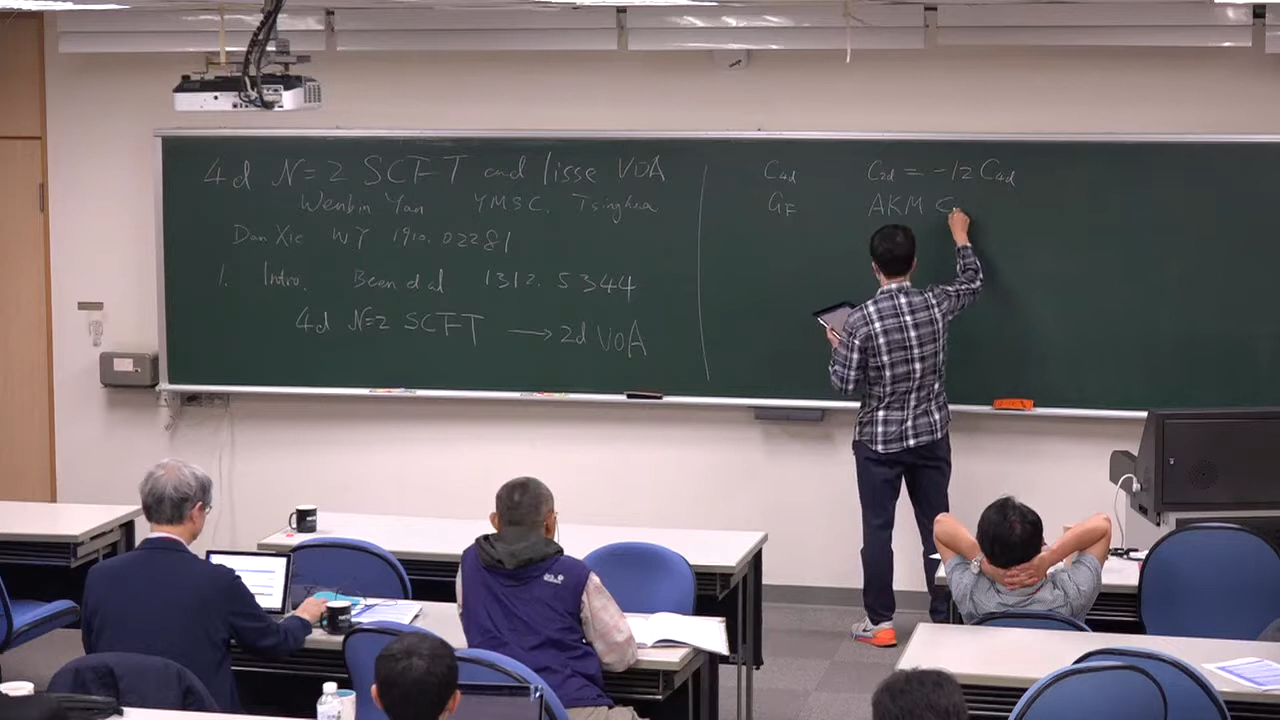 4d N=2 SCFT and lisse VOA
Wenbin Yan YMSC, Tsinghua
Dan Xie WY 1910.02281
1. Intro. Beem et al 1312.5344
4d N=2 SCFT → 2d VOA
C4d C2d = -12 C4d
GF AKM